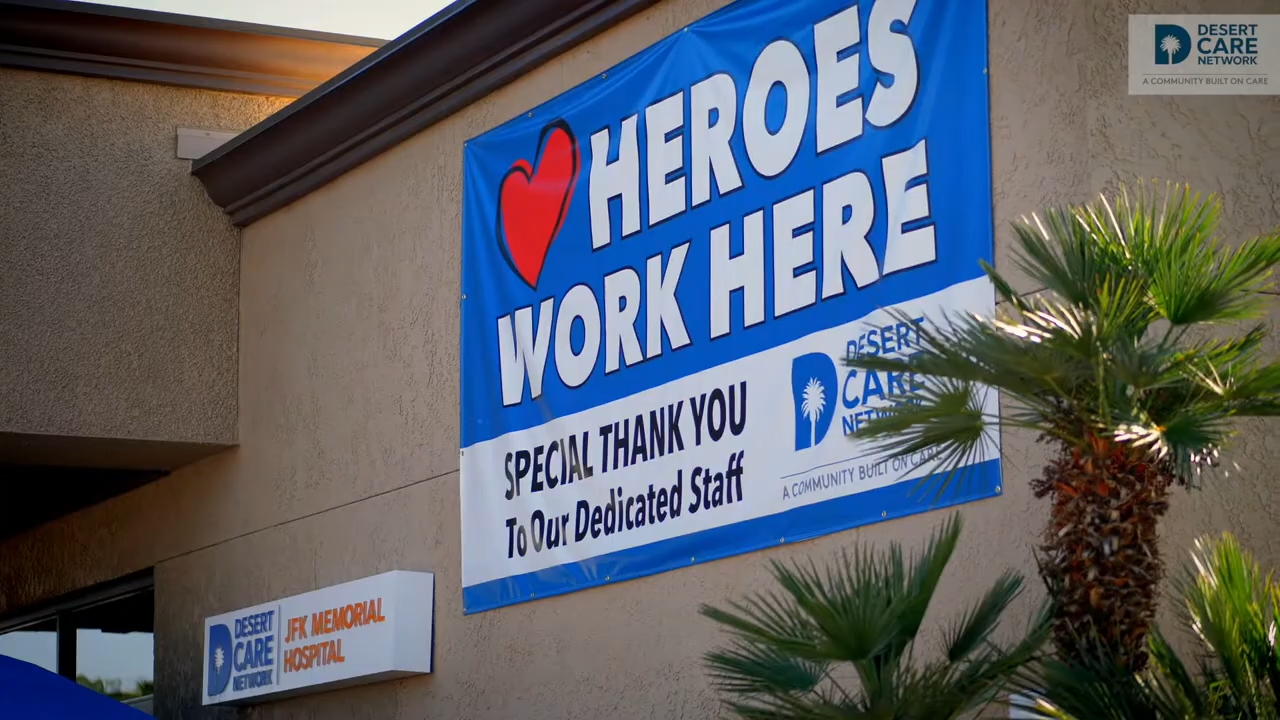 HEROES
WORK HERE
SPECIAL THANK YOU
To Our Dedicated Staff
DESERT
CARE
NETWORK
A COMMUNITY BUILT ON CARE
DESERT
CARE
NETWORK
JFK MEMORIAL
HOSPITAL
DESERT
CARE
NETWORK
A COMMUNITY BUILT ON CARE